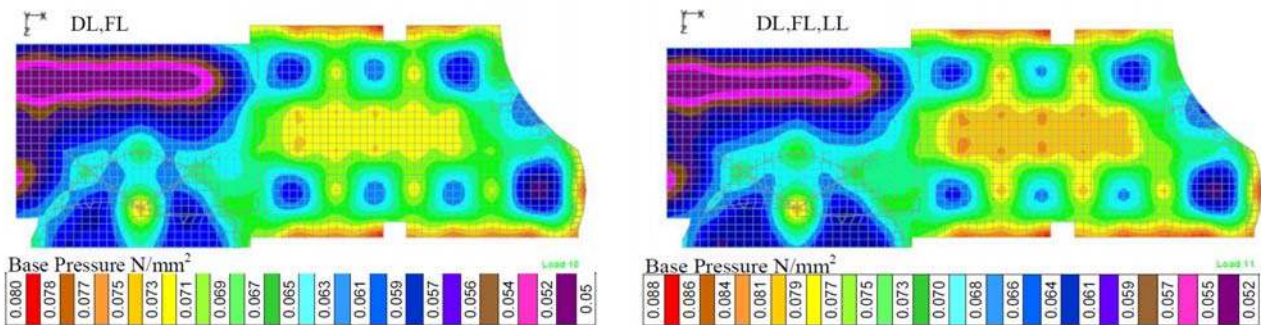 Y X
Z
DL,FL
Base Pressure N/mm²
Load 10
0.080 0.078 0.077 0.075 0.073 0.071 0.069 0.067 0.065 0.063 0.061 0.059 0.057 0.056 0.054 0.052 0.05
Y X
Z
DL,FL,LL
Base Pressure N/mm²
Load 11
0.088 0.086 0.084 0.081 0.079 0.077 0.075 0.073 0.070 0.068 0.066 0.064 0.061 0.059 0.057 0.055 0.052